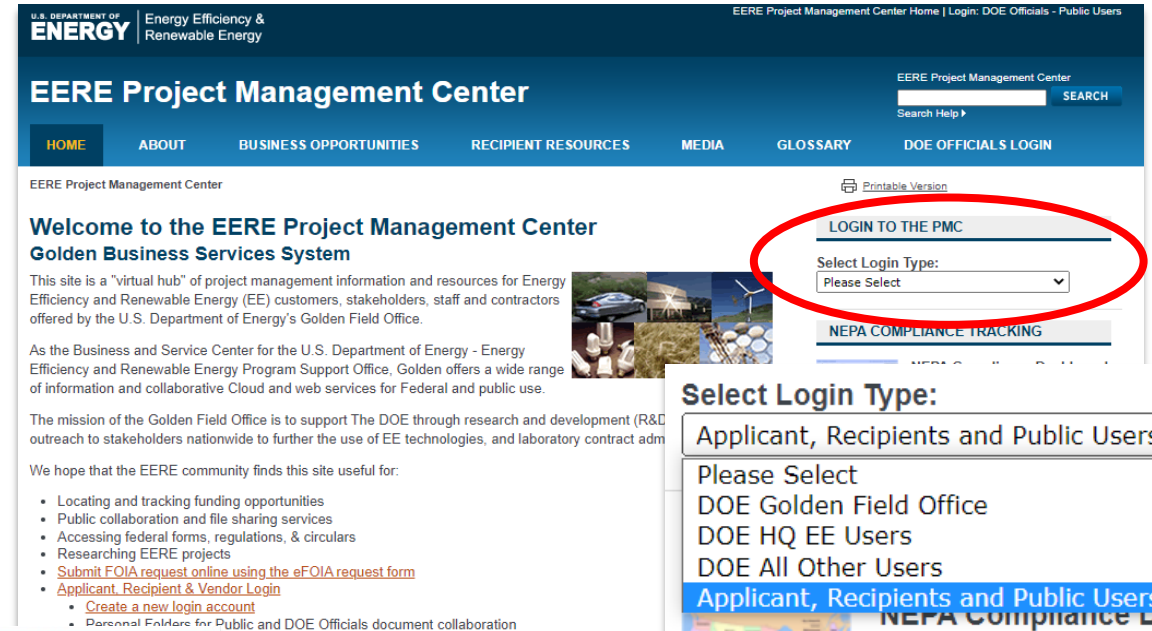 U.S. DEPARTMENT OF
ENERGY
Energy Efficiency &
Renewable Energy
EERE Project Management Center Home | Login: DOE Officials - Public Users
EERE Project Management Center
EERE Project Management Center
SEARCH
Search Help
HOME ABOUT BUSINESS OPPORTUNITIES RECIPIENT RESOURCES MEDIA GLOSSARY DOE OFFICIALS LOGIN
EERE Project Management Center
Printable Version
Welcome to the EERE Project Management Center
Golden Business Services System
This site is a "virtual hub" of project management information and resources for Energy
Efficiency and Renewable Energy (EE) customers, stakeholders, staff and contractors
offered by the U.S. Department of Energy's Golden Field Office.
As the Business and Service Center for the U.S. Department of Energy - Energy
Efficiency and Renewable Energy Program Support Office, Golden offers a wide range
of information and collaborative Cloud and web services for Federal and public use.
The mission of the Golden Field Office is to support The DOE through research and development (R&D
outreach to stakeholders nationwide to further the use of EE technologies, and laboratory contract adm
We hope that the EERE community finds this site useful for:
• Locating and tracking funding opportunities
• Public collaboration and file sharing services
• Accessing federal forms, regulations, & circulars
• Researching EERE projects
• Submit FOIA request online using the eFOIA request form
• Applicant, Recipient & Vendor Login
• Create a new login account
• Personal Folders for Public and DOE Officials document collaboration
LOGIN TO THE PMC
Select Login Type:
Please Select
NEPA COMPLIANCE TRACKING
Select Login Type:
Applicant, Recipients and Public Users
Please Select
DOE Golden Field Office
DOE HQ EE Users
DOE All Other Users
Applicant, Recipients and Public Users
NEPA Compliance